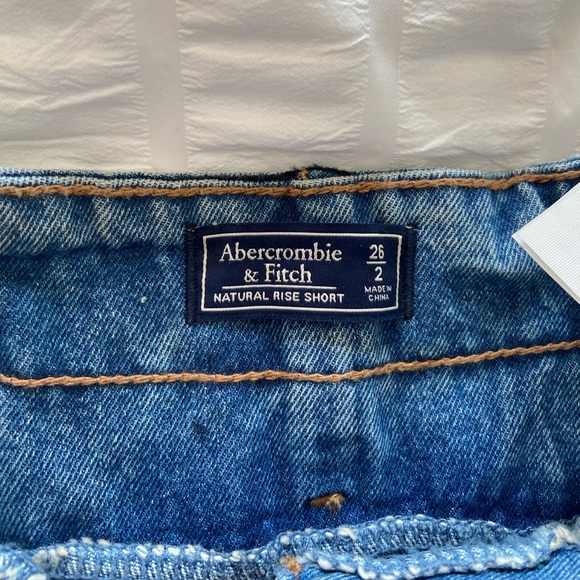 Abercrombie
& Fitch
NATURAL RISE SHORT
26
2
MADE IN
CHINA